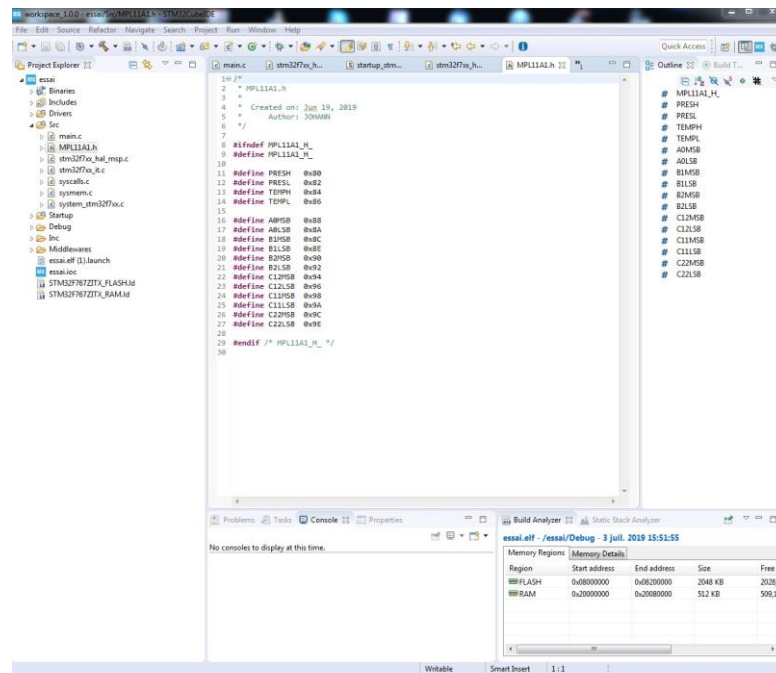 workspace_1.0.0 - essai/Src/MPL11A1.h - STM32CubeIDE
File Edit Source Refactor Navigate Search Project Run Window Help
Quick Access
Project Explorer
essai
Binaries
Includes
Drivers
Src
main.c
MPL11A1.h
stm32f7xx_hal_msp.c
stm32f7xx_it.c
syscalls.c
sysmem.c
system_stm32f7xx.c
Startup
Debug
Inc
Middlewares
essai.elf (1).launch
essai.ioc
STM32F767ZITX_FLASH.ld
STM32F767ZITX_RAM.ld
main.c stm32f7xx_h... startup_stm... stm32f7xx_h... MPL11A1.h
1 /*
2 * MPL11A1.h
3 *
4 * Created on: Jun 19, 2019
5 * Author: JOHANN
6 */
7
8 #ifndef MPL11A1_H_
9 #define MPL11A1_H_
10
11 #define PRESH 0x80
12 #define PRESL 0x82
13 #define TEMPH 0x84
14 #define TEMPL 0x86
15
16 #define A0MSB 0x88
17 #define A0LSB 0x8A
18 #define B1MSB 0x8C
19 #define B1LSB 0x8E
20 #define B2MSB 0x90
21 #define B2LSB 0x92
22 #define C12MSB 0x94
23 #define C12LSB 0x96
24 #define C11MSB 0x98
25 #define C11LSB 0x9A
26 #define C22MSB 0x9C
27 #define C22LSB 0x9E
28
29 #endif /* MPL11A1_H_ */
30
Outline Build T...
MPL11A1_H_
PRESH
PRESL
TEMPH
TEMPL
A0MSB
A0LSB
B1MSB
B1LSB
B2MSB
B2LSB
C12MSB
C12LSB
C11MSB
C11LSB
C22MSB
C22LSB
Problems Tasks Console Properties
No consoles to display at this time.
Build Analyzer Static Stack Analyzer
essai.elf - /essai/Debug - 3 juil. 2019 15:51:55
Memory Regions Memory Details
Region Start address End address Size Free
FLASH 0x08000000 0x08200000 2048 KB 2028,
RAM 0x20000000 0x20080000 512 KB 509,1
Writable Smart Insert 1 : 1